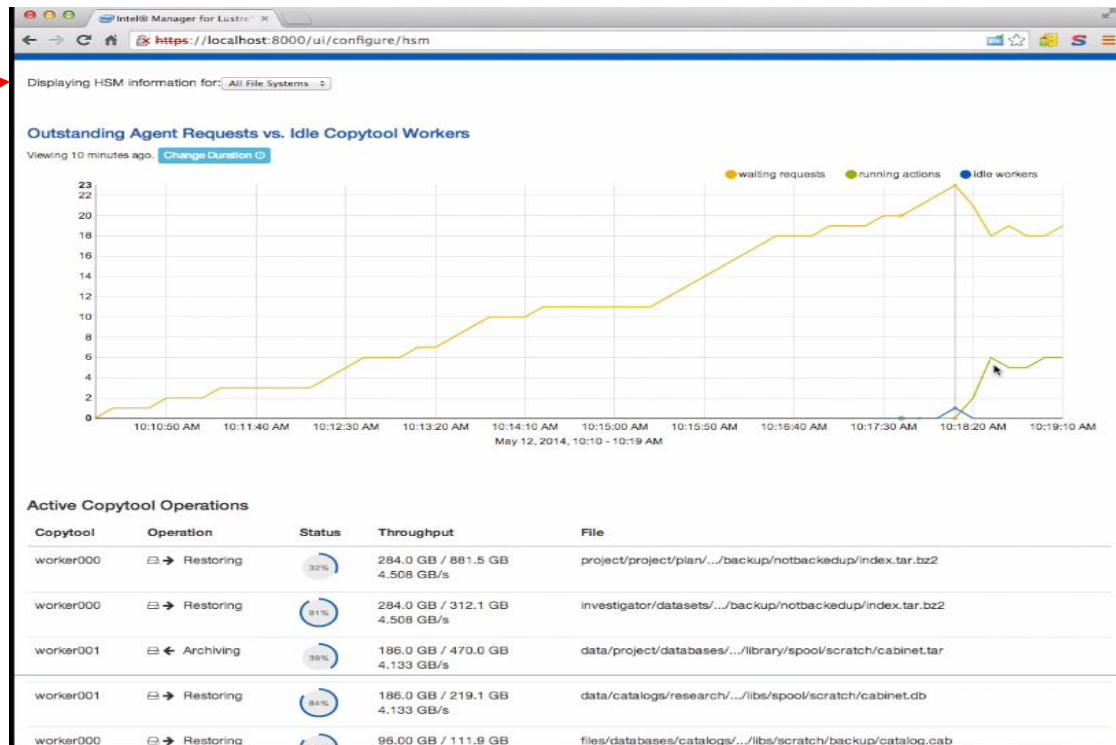 Intel® Manager for Lustre
https://localhost:8000/ui/configure/hsm
Displaying HSM information for: All File Systems
Outstanding Agent Requests vs. Idle Copytool Workers
Viewing 10 minutes ago. Change Duration
waiting requests running actions idle workers
23
22
20
18
16
14
12
10
8
6
4
2
0
10:10:50 AM 10:11:40 AM 10:12:30 AM 10:13:20 AM 10:14:10 AM 10:15:00 AM 10:15:50 AM 10:16:40 AM 10:17:30 AM 10:18:20 AM 10:19:10 AM
May 12, 2014, 10:10 - 10:19 AM
Active Copytool Operations
Copytool Operation Status Throughput File
worker000 Restoring 32% 284.0 GB / 881.5 GB project/project/plan/.../backup/notbackedup/index.tar.bz2
4.508 GB/s
worker000 Restoring 91% 284.0 GB / 312.1 GB investigator/datasets/.../backup/notbackedup/index.tar.bz2
4.508 GB/s
worker001 Archiving 39% 186.0 GB / 470.0 GB data/project/databases/.../library/spool/scratch/cabinet.tar
4.133 GB/s
worker001 Restoring 84% 186.0 GB / 219.1 GB data/catalogs/research/.../libs/spool/scratch/cabinet.db
4.133 GB/s
worker000 Restoring 96.00 GB / 111.9 GB files/databases/catalogs/.../libs/scratch/backup/catalog.cab